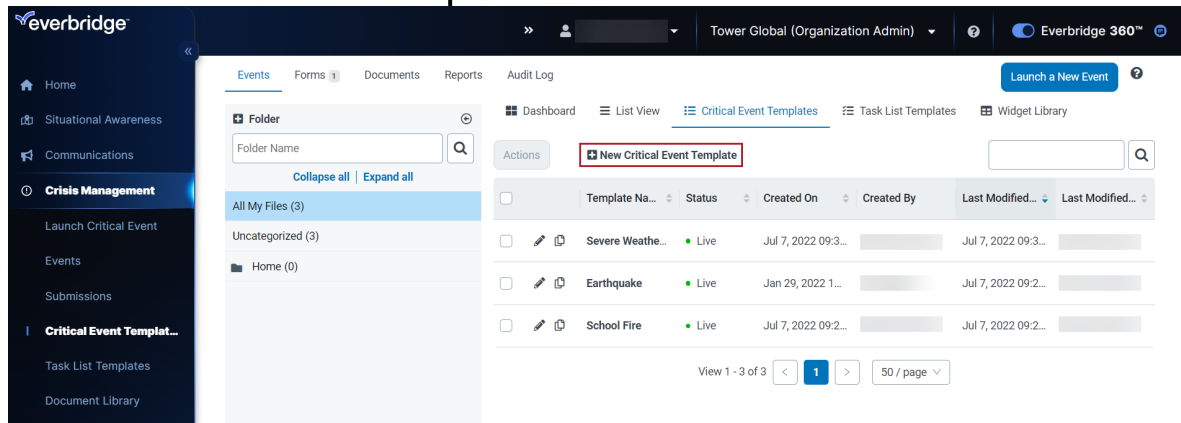 everbridge™
»
Tower Global (Organization Admin)
Everbridge 360™
«
Home
Situational Awareness
Communications
Crisis Management
Launch Critical Event
Events
Submissions
Critical Event Templat...
Task List Templates
Document Library
Events Forms 1 Documents Reports Audit Log
Launch a New Event
Folder
Folder Name
Collapse all | Expand all
All My Files (3)
Uncategorized (3)
Home (0)
Dashboard List View Critical Event Templates Task List Templates Widget Library
Actions New Critical Event Template
Template Na... Status Created On Created By Last Modified... Last Modified...
Severe Weathe... Live Jul 7, 2022 09:3... Jul 7, 2022 09:3...
Earthquake Live Jan 29, 2022 1... Jul 7, 2022 09:2...
School Fire Live Jul 7, 2022 09:2... Jul 7, 2022 09:2...
View 1 - 3 of 3 < 1 > 50 / page